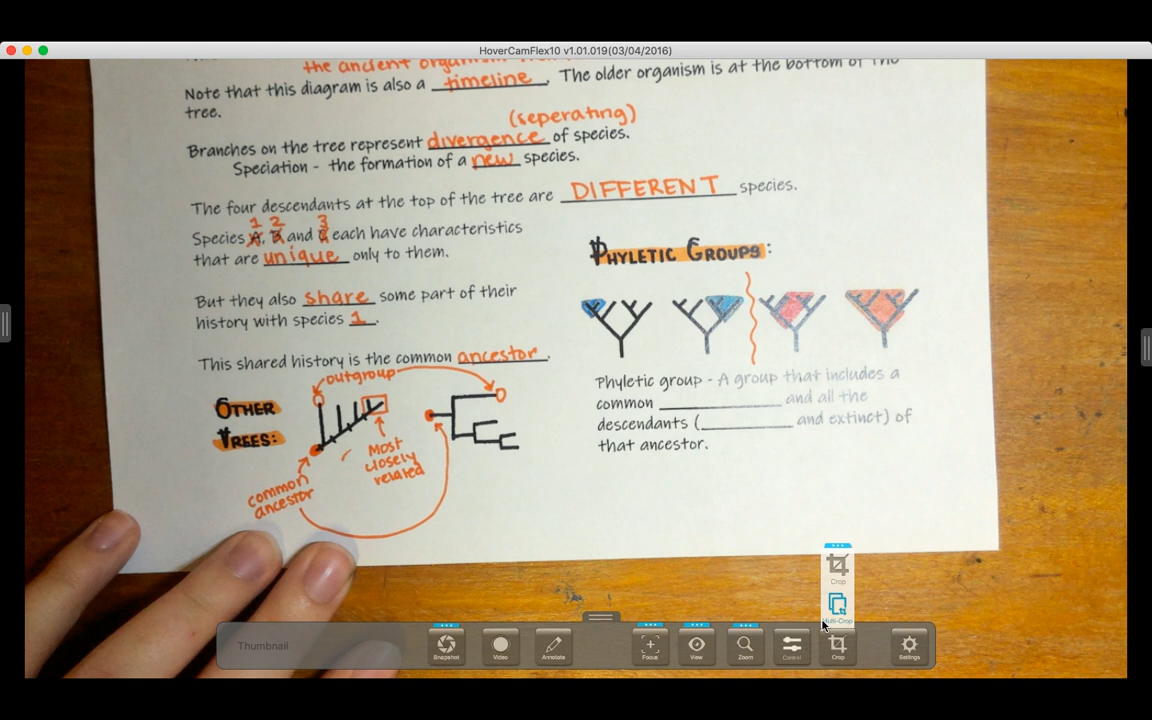 HoverCamFlex10 v1.01.019(03/04/2016)
the ancient
Note that this diagram is also a timeline. The older organism is at the bottom of the
tree.
(seperating)
Branches on the tree represent divergence of species.
Speciation - the formation of a new species.
The four descendants at the top of the tree are DIFFERENT species.
1 2 3
Species A, B and C each have characteristics
that are unique only to them.
But they also share some part of their
history with species 1.
This shared history is the common ancestor.
OTHER
TREES:
outgroup
Most
closely
related
common
ancestor
PHYLETIC GROUPS:
Phyletic group - A group that includes a
common ____________ and all the
descendants (_________ and extinct) of
that ancestor.
Crop
Multi-Crop
Thumbnail
Snapshot
Video
Annotate
Focus
View
Zoom
Control
Crop
Settings